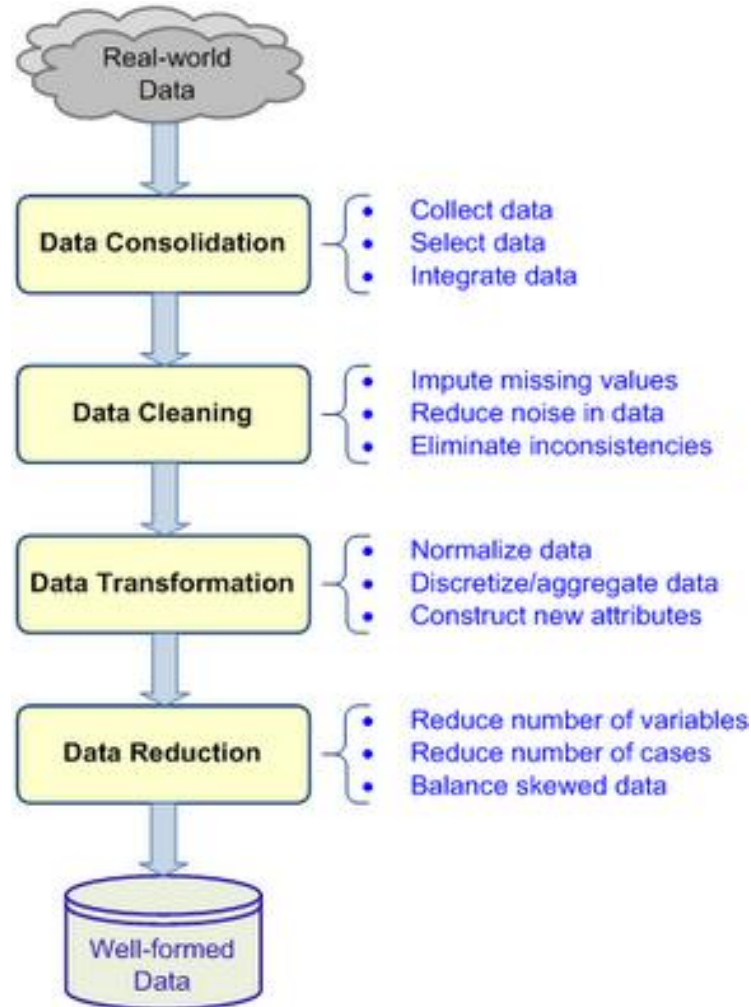 Real-world
Data
Data Consolidation
• Collect data
• Select data
• Integrate data
Data Cleaning
• Impute missing values
• Reduce noise in data
• Eliminate inconsistencies
Data Transformation
• Normalize data
• Discretize/aggregate data
• Construct new attributes
Data Reduction
• Reduce number of variables
• Reduce number of cases
• Balance skewed data
Well-formed
Data